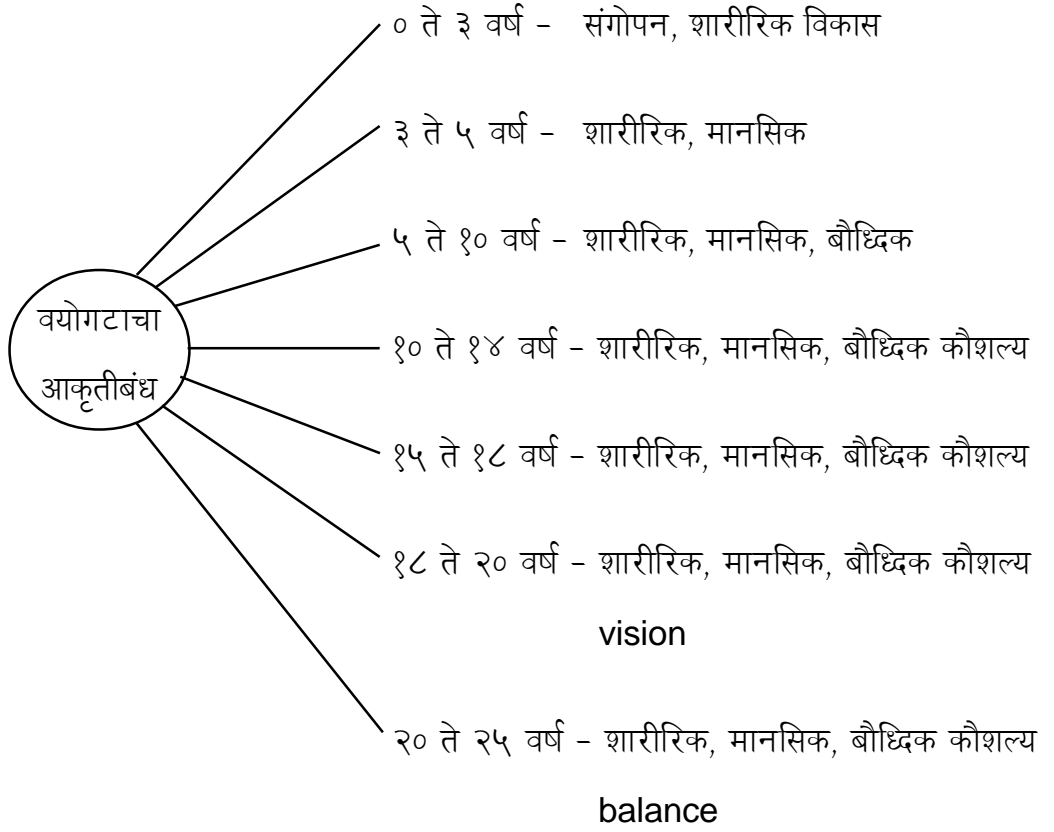 ० ते ३ वर्ष - संगोपन, शारीरिक विकास
३ ते ५ वर्ष - शारीरिक, मानसिक
५ ते १० वर्ष - शारीरिक, मानसिक, बौध्दिक
वयोगटाचा
आकृतीबंध
१० ते १४ वर्ष - शारीरिक, मानसिक, बौध्दिक कौशल्य
१५ ते १८ वर्ष - शारीरिक, मानसिक, बौध्दिक कौशल्य
१८ ते २० वर्ष - शारीरिक, मानसिक, बौध्दिक कौशल्य
vision
२० ते २५ वर्ष - शारीरिक, मानसिक, बौध्दिक कौशल्य
balance